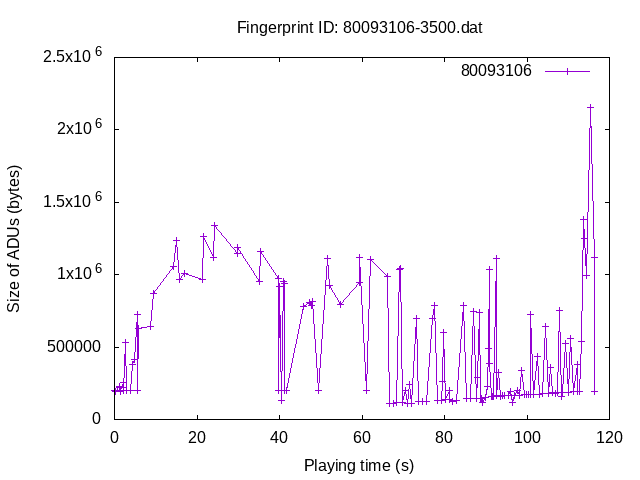 Fingerprint ID: 80093106-3500.dat
80093106
Size of ADUs (bytes)
2.5x10^6
2x10^6
1.5x10^6
1x10^6
500000
0
0 20 40 60 80 100 120
Playing time (s)